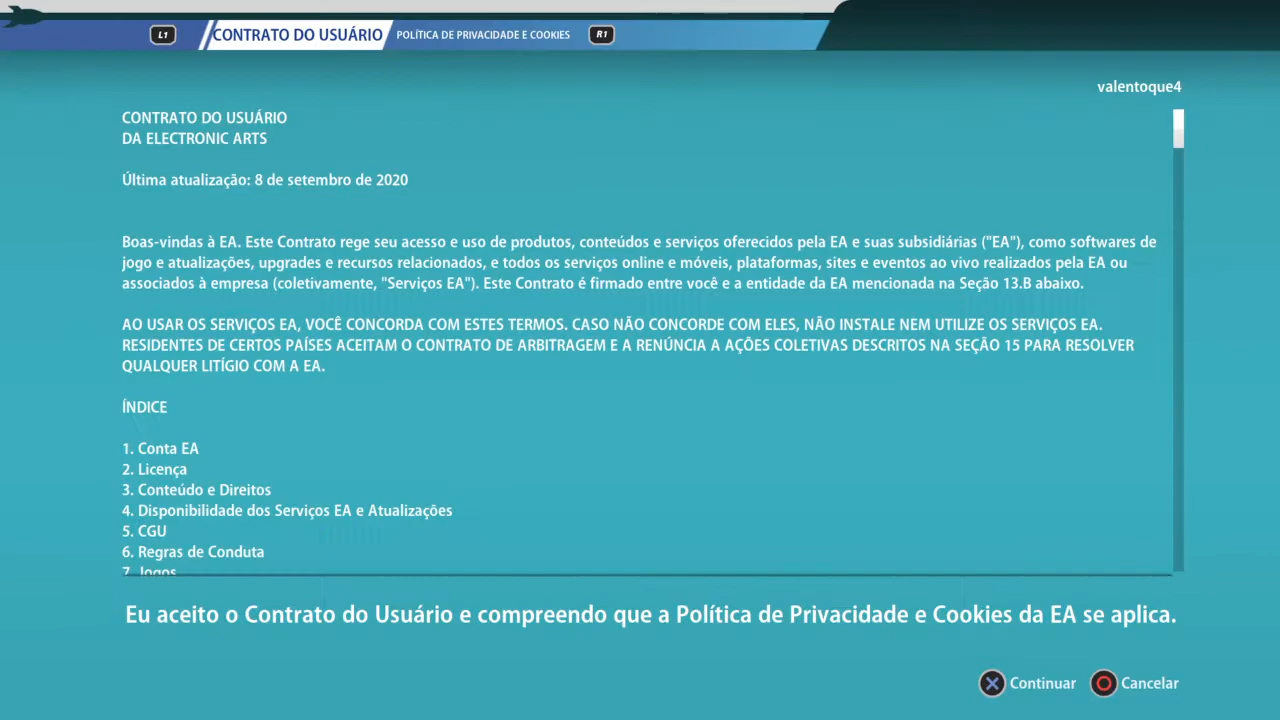 L1 CONTRATO DO USUÁRIO POLÍTICA DE PRIVACIDADE E COOKIES R1
valentoque4
CONTRATO DO USUÁRIO
DA ELECTRONIC ARTS
Última atualização: 8 de setembro de 2020
Boas-vindas à EA. Este Contrato rege seu acesso e uso de produtos, conteúdos e serviços oferecidos pela EA e suas subsidiárias ("EA"), como softwares de
jogo e atualizações, upgrades e recursos relacionados, e todos os serviços online e móveis, plataformas, sites e eventos ao vivo realizados pela EA ou
associados à empresa (coletivamente, "Serviços EA"). Este Contrato é firmado entre você e a entidade da EA mencionada na Seção 13.B abaixo.
AO USAR OS SERVIÇOS EA, VOCÊ CONCORDA COM ESTES TERMOS. CASO NÃO CONCORDE COM ELES, NÃO INSTALE NEM UTILIZE OS SERVIÇOS EA.
RESIDENTES DE CERTOS PAÍSES ACEITAM O CONTRATO DE ARBITRAGEM E A RENÚNCIA A AÇÕES COLETIVAS DESCRITOS NA SEÇÃO 15 PARA RESOLVER
QUALQUER LITÍGIO COM A EA.
ÍNDICE
1. Conta EA
2. Licença
3. Conteúdo e Direitos
4. Disponibilidade dos Serviços EA e Atualizações
5. CGU
6. Regras de Conduta
7. Jogos
Eu aceito o Contrato do Usuário e compreendo que a Política de Privacidade e Cookies da EA se aplica.
Continuar Cancelar